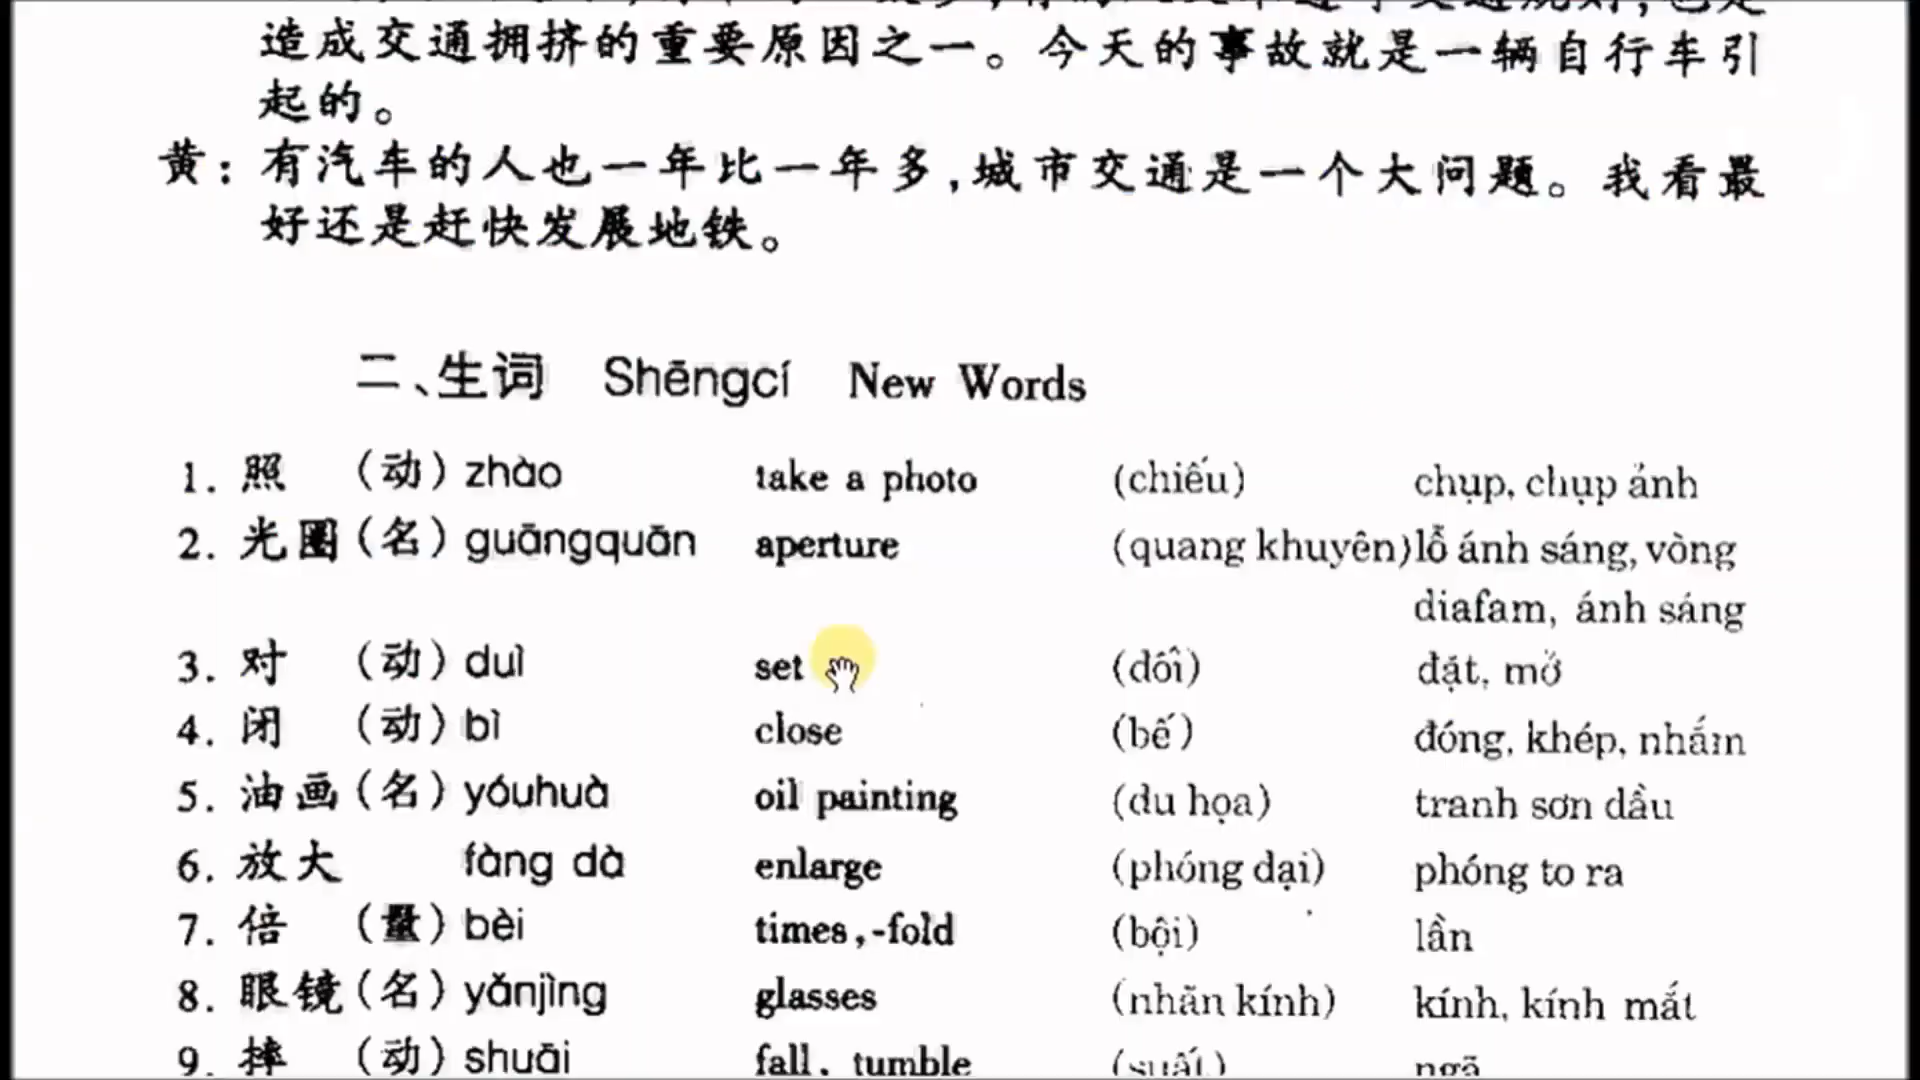 造成交通拥挤的重要原因之一。今天的事故就是一辆自行车引
起的。
黄：有汽车的人也一年比一年多，城市交通是一个大问题。我看最
好还是赶快发展地铁。
二、生词 Shēngcí New Words
1. 照 （动）zhào take a photo (chiếu) chụp, chụp ảnh
2. 光圈（名）guāngquān aperture (quang khuyên) lỗ ánh sáng, vòng
diafam, ánh sáng
3. 对 （动）duì set (đối) đặt, mở
4. 闭 （动）bì close (bế) đóng, khép, nhắm
5. 油画（名）yóuhuà oil painting (du họa) tranh sơn dầu
6. 放大 fàng dà enlarge (phóng dại) phóng to ra
7. 倍 （量）bèi times, -fold (bội) lần
8. 眼镜（名）yǎnjìng glasses (nhãn kính) kính, kính mắt
9. 摔 （动）shuāi fall, tumble (suất) ngã